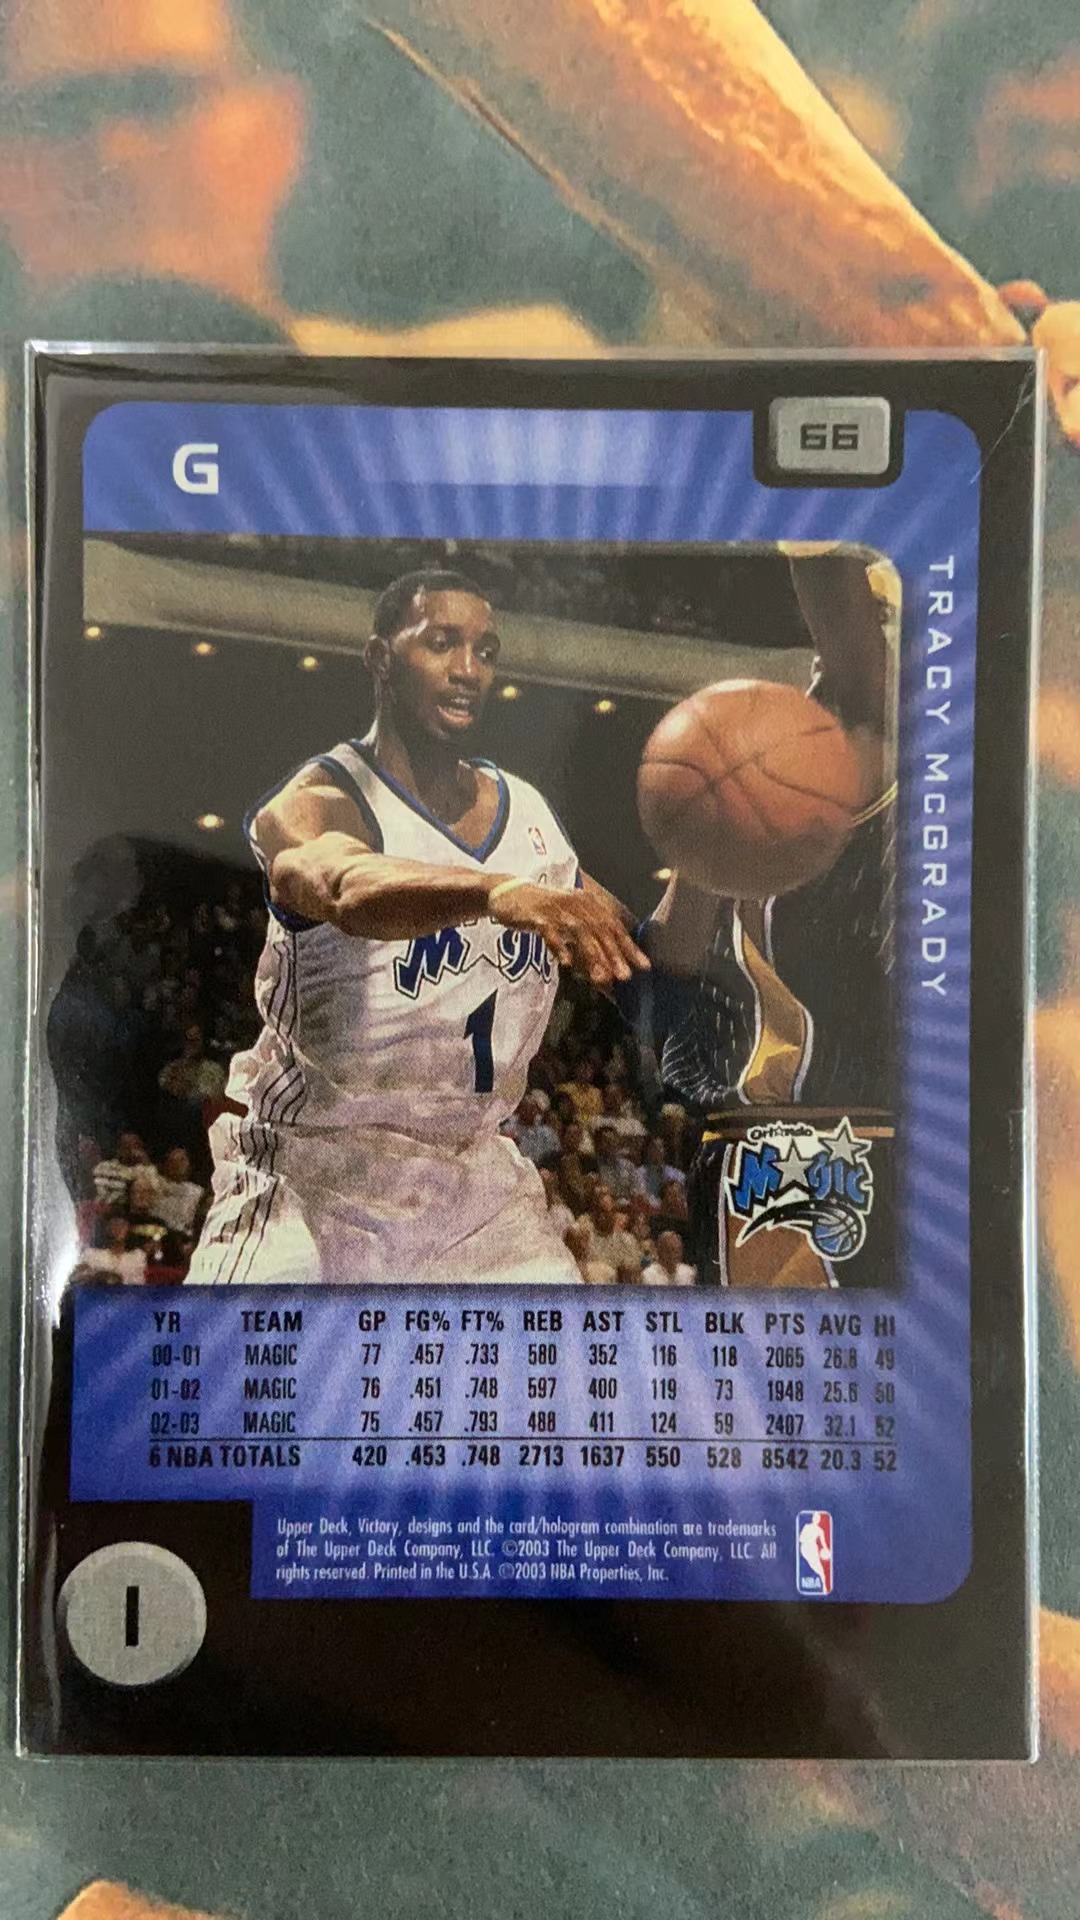 G
66
TRACY MCGRADY
Magic
1
Orlando
Magic
YR TEAM GP FG% FT% REB AST STL BLK PTS AVG HI
00-01 MAGIC 77 .457 .733 580 352 116 118 2065 26.8 49
01-02 MAGIC 76 .451 .748 597 400 119 73 1948 25.6 50
02-03 MAGIC 75 .457 .793 488 411 124 59 2407 32.1 52
6 NBA TOTALS 420 .453 .748 2713 1637 550 528 8542 20.3 52
Upper Deck, Victory, designs and the card/hologram combination are trademarks
of The Upper Deck Company, LLC. ©2003 The Upper Deck Company, LLC. All
rights reserved. Printed in the U.S.A. ©2003 NBA Properties, Inc.
NBA
1